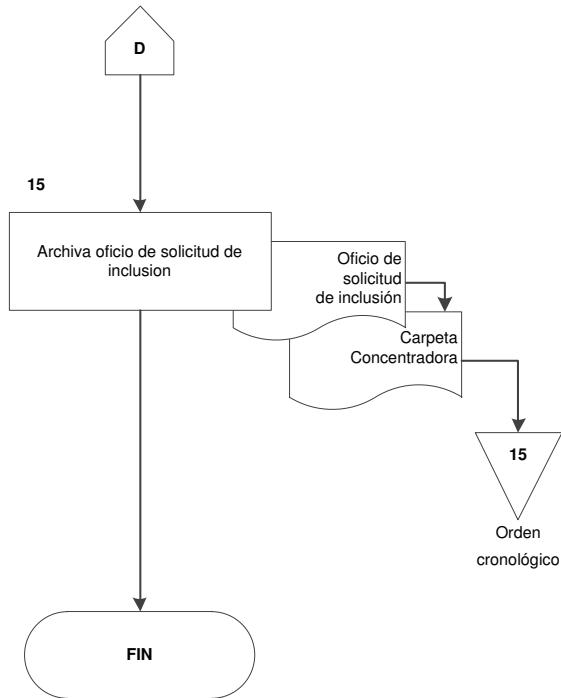 D
15
Archiva oficio de solicitud de
inclusion
Oficio de
solicitud
de inclusión
Carpeta
Concentradora
15
Orden
cronológico
FIN